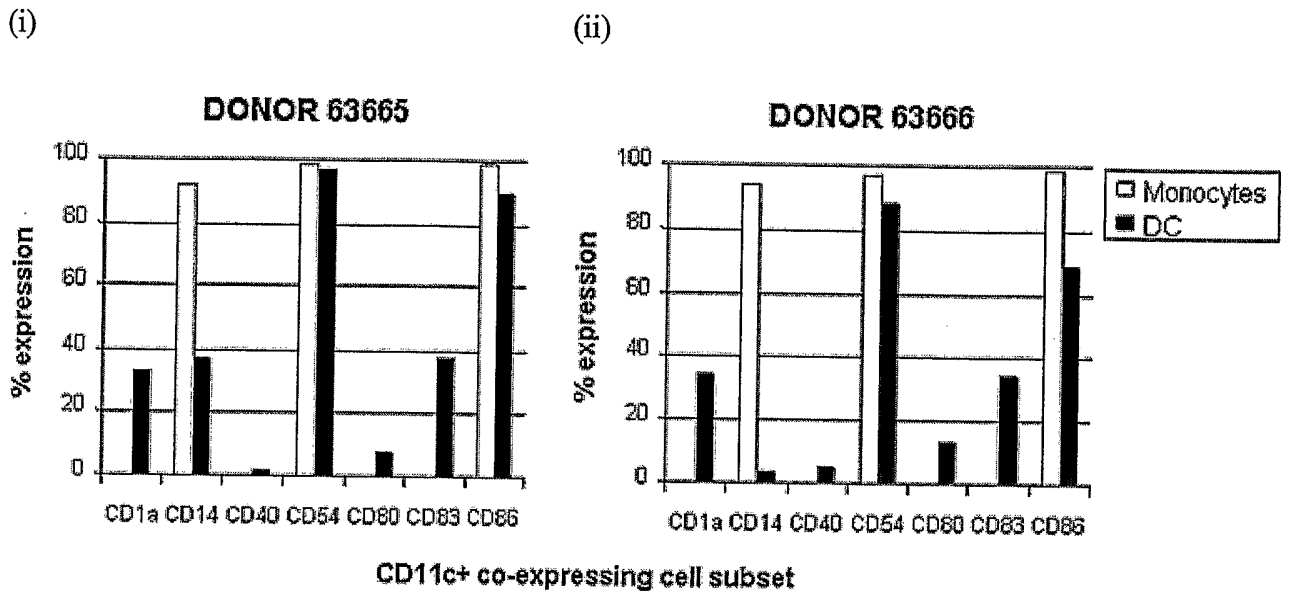 (i)
(ii)
DONOR 63665
100
80
60
40
20
0
% expression
CD1a CD14 CD40 CD54 CD80 CD83 CD86
DONOR 63666
100
80
60
40
20
0
% expression
CD1a CD14 CD40 CD54 CD80 CD83 CD86
Monocytes
DC
CD11c+ co-expressing cell subset